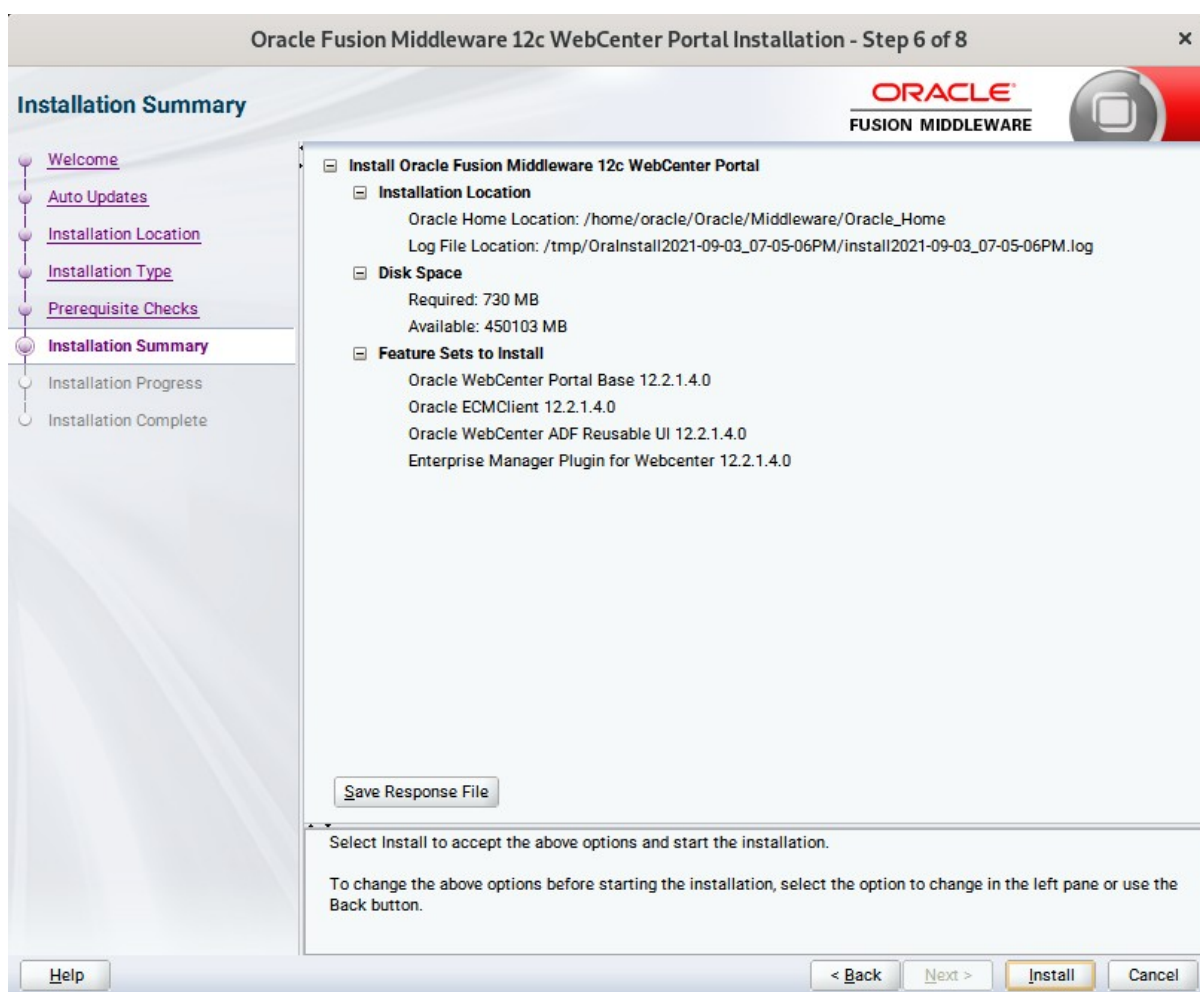 Oracle Fusion Middleware 12c WebCenter Portal Installation - Step 6 of 8
Installation Summary
ORACLE
FUSION MIDDLEWARE
Welcome
Auto Updates
Installation Location
Installation Type
Prerequisite Checks
Installation Summary
Installation Progress
Installation Complete
Install Oracle Fusion Middleware 12c WebCenter Portal
Installation Location
Oracle Home Location: /home/oracle/Oracle/Middleware/Oracle_Home
Log File Location: /tmp/OraInstall2021-09-03_07-05-06PM/install2021-09-03_07-05-06PM.log
Disk Space
Required: 730 MB
Available: 450103 MB
Feature Sets to Install
Oracle WebCenter Portal Base 12.2.1.4.0
Oracle ECMClient 12.2.1.4.0
Oracle WebCenter ADF Reusable UI 12.2.1.4.0
Enterprise Manager Plugin for Webcenter 12.2.1.4.0
Save Response File
Select Install to accept the above options and start the installation.
To change the above options before starting the installation, select the option to change in the left pane or use the
Back button.
Help
< Back
Next >
Install
Cancel